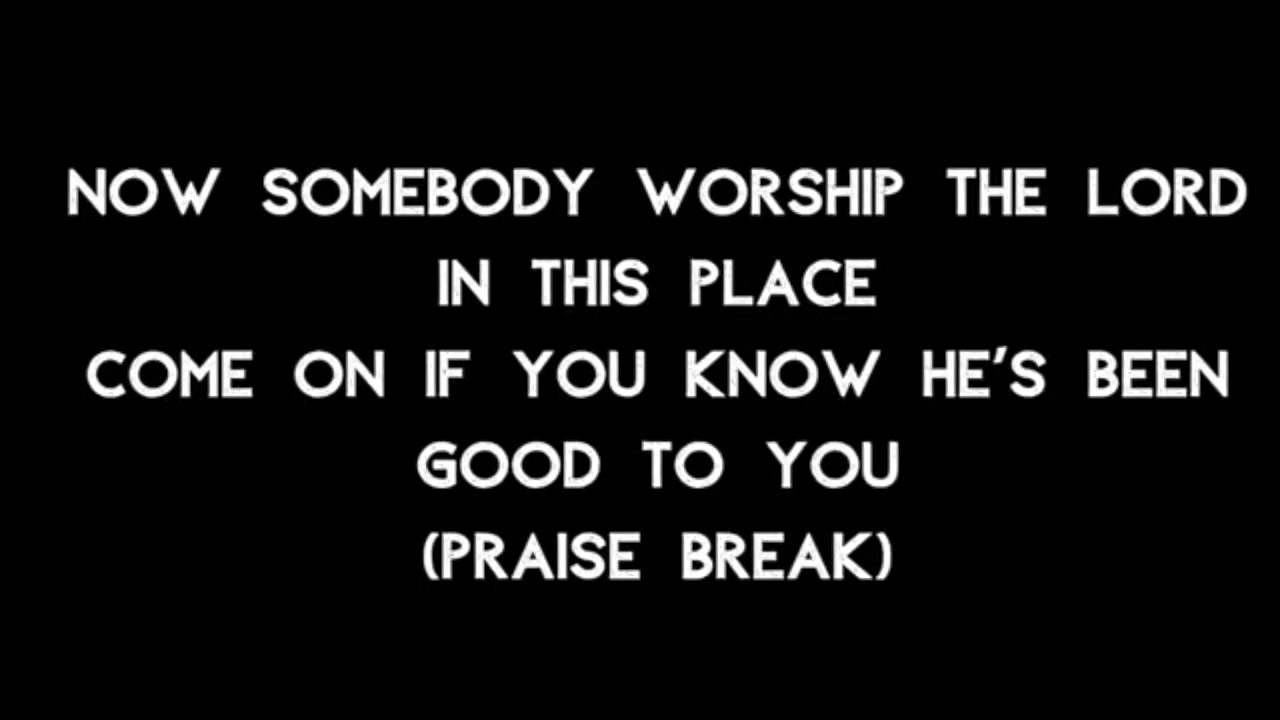 NOW SOMEBODY WORSHIP THE LORD
IN THIS PLACE
COME ON IF YOU KNOW HE'S BEEN
GOOD TO YOU
(PRAISE BREAK)